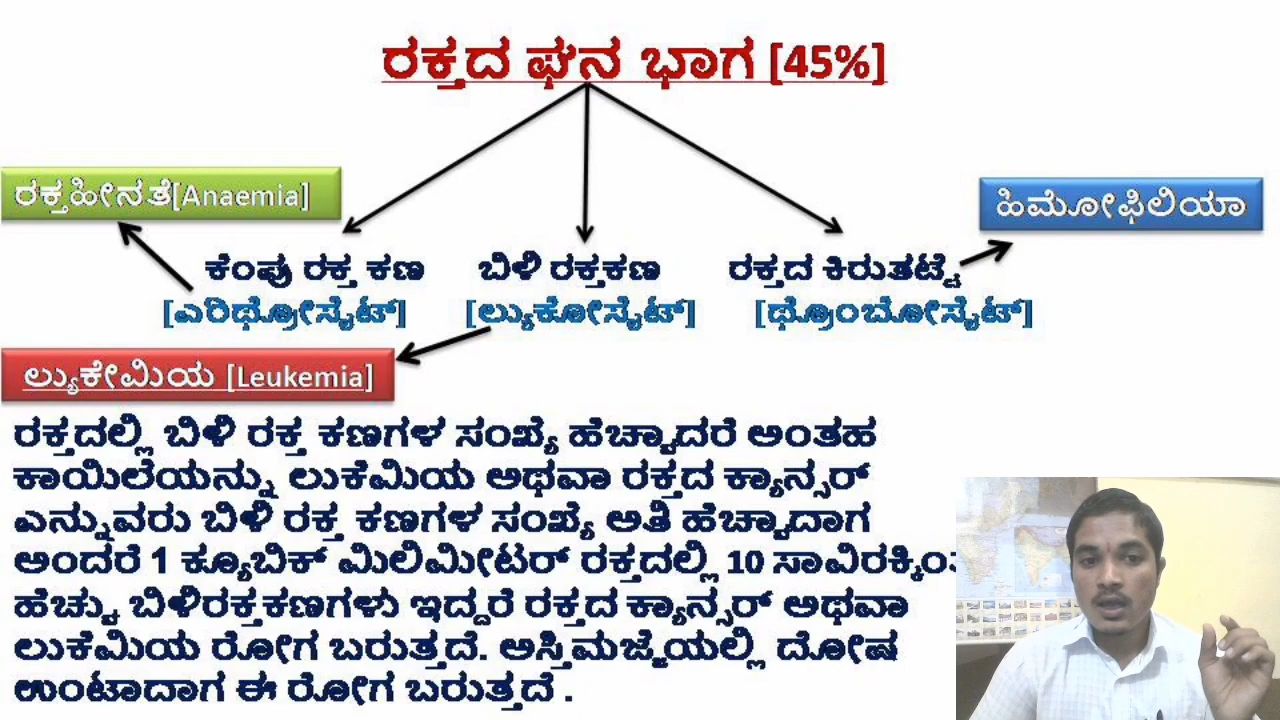 ರಕ್ತದ ಘನ ಭಾಗ [45%]
ರಕ್ತಹೀನತೆ[Anaemia]
ಹಿಮೋಫಿಲಿಯಾ
ಕೆಂಪು ರಕ್ತ ಕಣ ಬಿಳಿ ರಕ್ತಕಣ ರಕ್ತದ ಕಿರುತಟ್ಟೆ
[ಎರಿಥ್ರೋಸೈಟ್] [ಲ್ಯುಕೋಸೈಟ್] [ಥ್ರೊಂಬೋಸೈಟ್]
ಲ್ಯುಕೇಮಿಯ [Leukemia]
ರಕ್ತದಲ್ಲಿ ಬಿಳಿ ರಕ್ತ ಕಣಗಳ ಸಂಖ್ಯೆ ಹೆಚ್ಚಾದರೆ ಅಂತಹ
ಕಾಯಿಲೆಯನ್ನು ಲುಕೆಮಿಯ ಅಥವಾ ರಕ್ತದ ಕ್ಯಾನ್ಸರ್
ಎನ್ನುವರು ಬಿಳಿ ರಕ್ತ ಕಣಗಳ ಸಂಖ್ಯೆ ಅತಿ ಹೆಚ್ಚಾದಾಗ
ಅಂದರೆ 1 ಕ್ಯೂಬಿಕ್ ಮಿಲಿಮೀಟರ್ ರಕ್ತದಲ್ಲಿ 10
ಹೆಚ್ಚು ಬಿಳಿರಕ್ತಕಣಗಳು ಇದ್ದರೆ ರಕ್ತದ ಕ್ಯಾನ್ಸರ್ ಅಥವಾ
ಲುಕೆಮಿಯ ರೋಗ ಬರುತ್ತದೆ. ಅಸ್ತಿಮಜ್ಜೆಯಲ್ಲಿ ದೋಷ
ಉಂಟಾದಾಗ ಈ ರೋಗ ಬರುತ್ತದೆ .